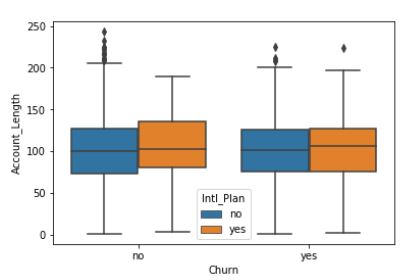 250
200
150
100
50
0
Account_Length
Intl_Plan
no
yes
no yes
Churn